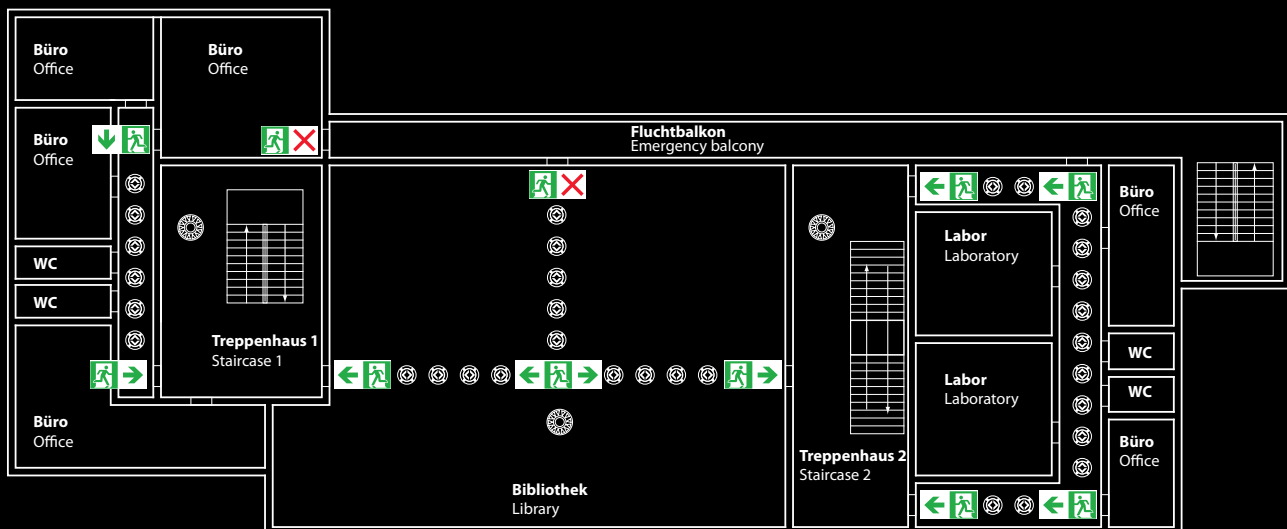 Büro
Office
Büro
Office
Büro
Office
Fluchtbalkon
Emergency balcony
Büro
Office
Labor
Laboratory
WC
WC
Treppenhaus 1
Staircase 1
WC
Labor
Laboratory
WC
Büro
Office
Treppenhaus 2
Staircase 2
Büro
Office
Bibliothek
Library